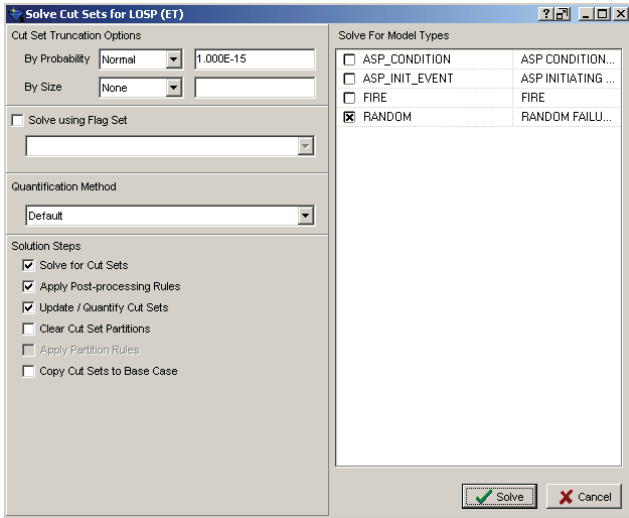 Solve Cut Sets for LOSP (ET)
Cut Set Truncation Options
By Probability Normal 1.000E-15
By Size None
Solve using Flag Set
Quantification Method
Default
Solution Steps
Solve for Cut Sets
Apply Post-processing Rules
Update / Quantify Cut Sets
Clear Cut Set Partitions
Apply Partition Rules
Copy Cut Sets to Base Case
Solve For Model Types
ASP_CONDITION ASP CONDITION...
ASP_INIT_EVENT ASP INITIATING ...
FIRE FIRE
RANDOM RANDOM FAILU...
Solve Cancel